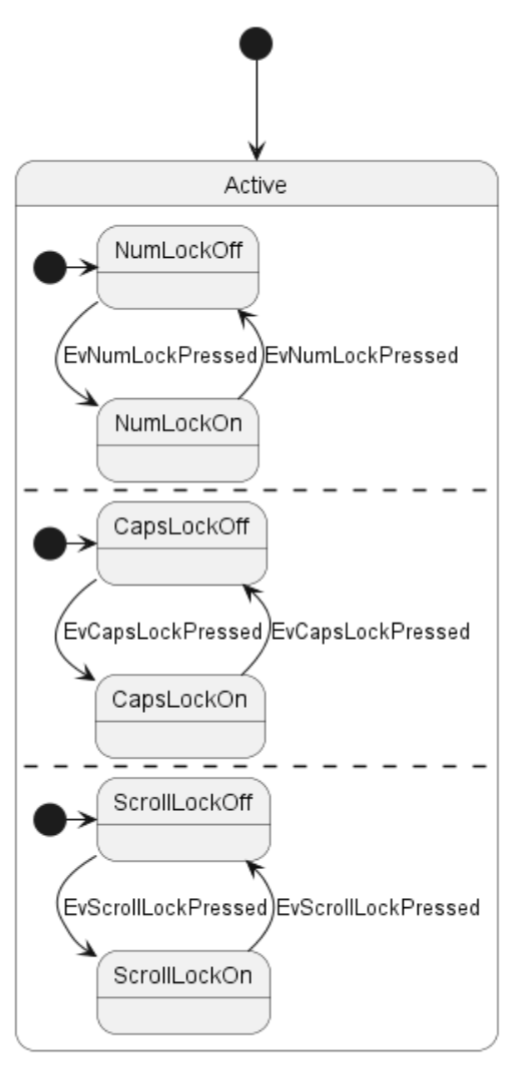 Active
NumLockOff
EvNumLockPressed EvNumLockPressed
NumLockOn
CapsLockOff
EvCapsLockPressed EvCapsLockPressed
CapsLockOn
ScrollLockOff
EvScrollLockPressed EvScrollLockPressed
ScrollLockOn